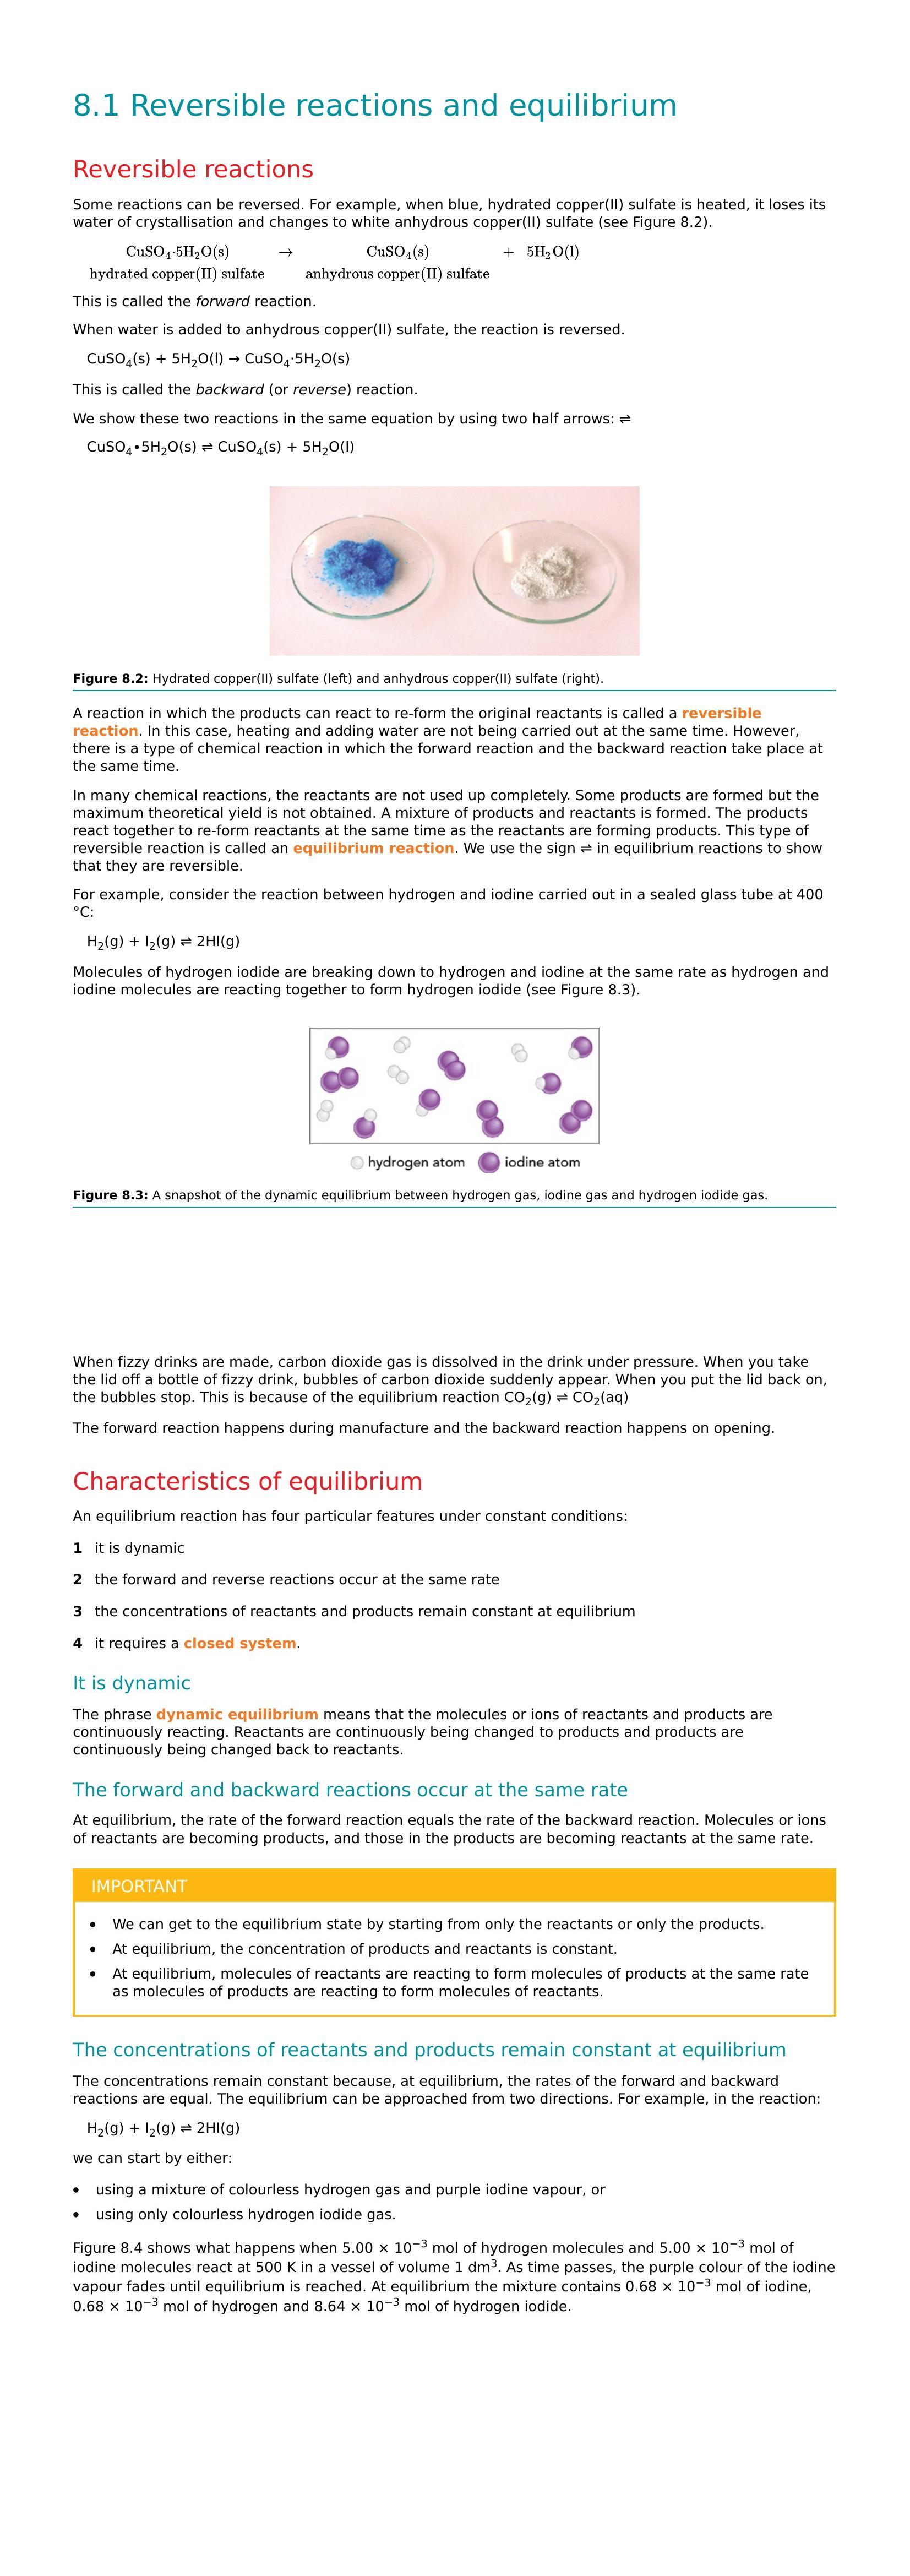 8.1 Reversible reactions and equilibrium
Reversible reactions
Some reactions can be reversed. For example, when blue, hydrated copper(II) sulfate is heated, it loses its
water of crystallisation and changes to white anhydrous copper(II) sulfate (see Figure 8.2).
CuSO₄·5H₂O(s) → CuSO₄(s) + 5H₂O(l)
hydrated copper(II) sulfate anhydrous copper(II) sulfate
This is called the forward reaction.
When water is added to anhydrous copper(II) sulfate, the reaction is reversed.
CuSO₄(s) + 5H₂O(l) → CuSO₄·5H₂O(s)
This is called the backward (or reverse) reaction.
We show these two reactions in the same equation by using two half arrows: ⇌
CuSO₄•5H₂O(s) ⇌ CuSO₄(s) + 5H₂O(l)
Figure 8.2: Hydrated copper(II) sulfate (left) and anhydrous copper(II) sulfate (right).
A reaction in which the products can react to re-form the original reactants is called a reversible
reaction. In this case, heating and adding water are not being carried out at the same time. However,
there is a type of chemical reaction in which the forward reaction and the backward reaction take place at
the same time.
In many chemical reactions, the reactants are not used up completely. Some products are formed but the
maximum theoretical yield is not obtained. A mixture of products and reactants is formed. The products
react together to re-form reactants at the same time as the reactants are forming products. This type of
reversible reaction is called an equilibrium reaction. We use the sign ⇌ in equilibrium reactions to show
that they are reversible.
For example, consider the reaction between hydrogen and iodine carried out in a sealed glass tube at 400
°C:
H₂(g) + I₂(g) ⇌ 2HI(g)
Molecules of hydrogen iodide are breaking down to hydrogen and iodine at the same rate as hydrogen and
iodine molecules are reacting together to form hydrogen iodide (see Figure 8.3).
hydrogen atom iodine atom
Figure 8.3: A snapshot of the dynamic equilibrium between hydrogen gas, iodine gas and hydrogen iodide gas.
When fizzy drinks are made, carbon dioxide gas is dissolved in the drink under pressure. When you take
the lid off a bottle of fizzy drink, bubbles of carbon dioxide suddenly appear. When you put the lid back on,
the bubbles stop. This is because of the equilibrium reaction CO₂(g) ⇌ CO₂(aq)
The forward reaction happens during manufacture and the backward reaction happens on opening.
Characteristics of equilibrium
An equilibrium reaction has four particular features under constant conditions:
1 it is dynamic
2 the forward and reverse reactions occur at the same rate
3 the concentrations of reactants and products remain constant at equilibrium
4 it requires a closed system.
It is dynamic
The phrase dynamic equilibrium means that the molecules or ions of reactants and products are
continuously reacting. Reactants are continuously being changed to products and products are
continuously being changed back to reactants.
The forward and backward reactions occur at the same rate
At equilibrium, the rate of the forward reaction equals the rate of the backward reaction. Molecules or ions
of reactants are becoming products, and those in the products are becoming reactants at the same rate.
IMPORTANT
• We can get to the equilibrium state by starting from only the reactants or only the products.
• At equilibrium, the concentration of products and reactants is constant.
• At equilibrium, molecules of reactants are reacting to form molecules of products at the same rate
as molecules of products are reacting to form molecules of reactants.
The concentrations of reactants and products remain constant at equilibrium
The concentrations remain constant because, at equilibrium, the rates of the forward and backward
reactions are equal. The equilibrium can be approached from two directions. For example, in the reaction:
H₂(g) + I₂(g) ⇌ 2HI(g)
we can start by either:
• using a mixture of colourless hydrogen gas and purple iodine vapour, or
• using only colourless hydrogen iodide gas.
Figure 8.4 shows what happens when 5.00 × 10⁻³ mol of hydrogen molecules and 5.00 × 10⁻³ mol of
iodine molecules react at 500 K in a vessel of volume 1 dm³. As time passes, the purple colour of the iodine
vapour fades until equilibrium is reached. At equilibrium the mixture contains 0.68 × 10⁻³ mol of iodine,
0.68 × 10⁻³ mol of hydrogen and 8.64 × 10⁻³ mol of hydrogen iodide.